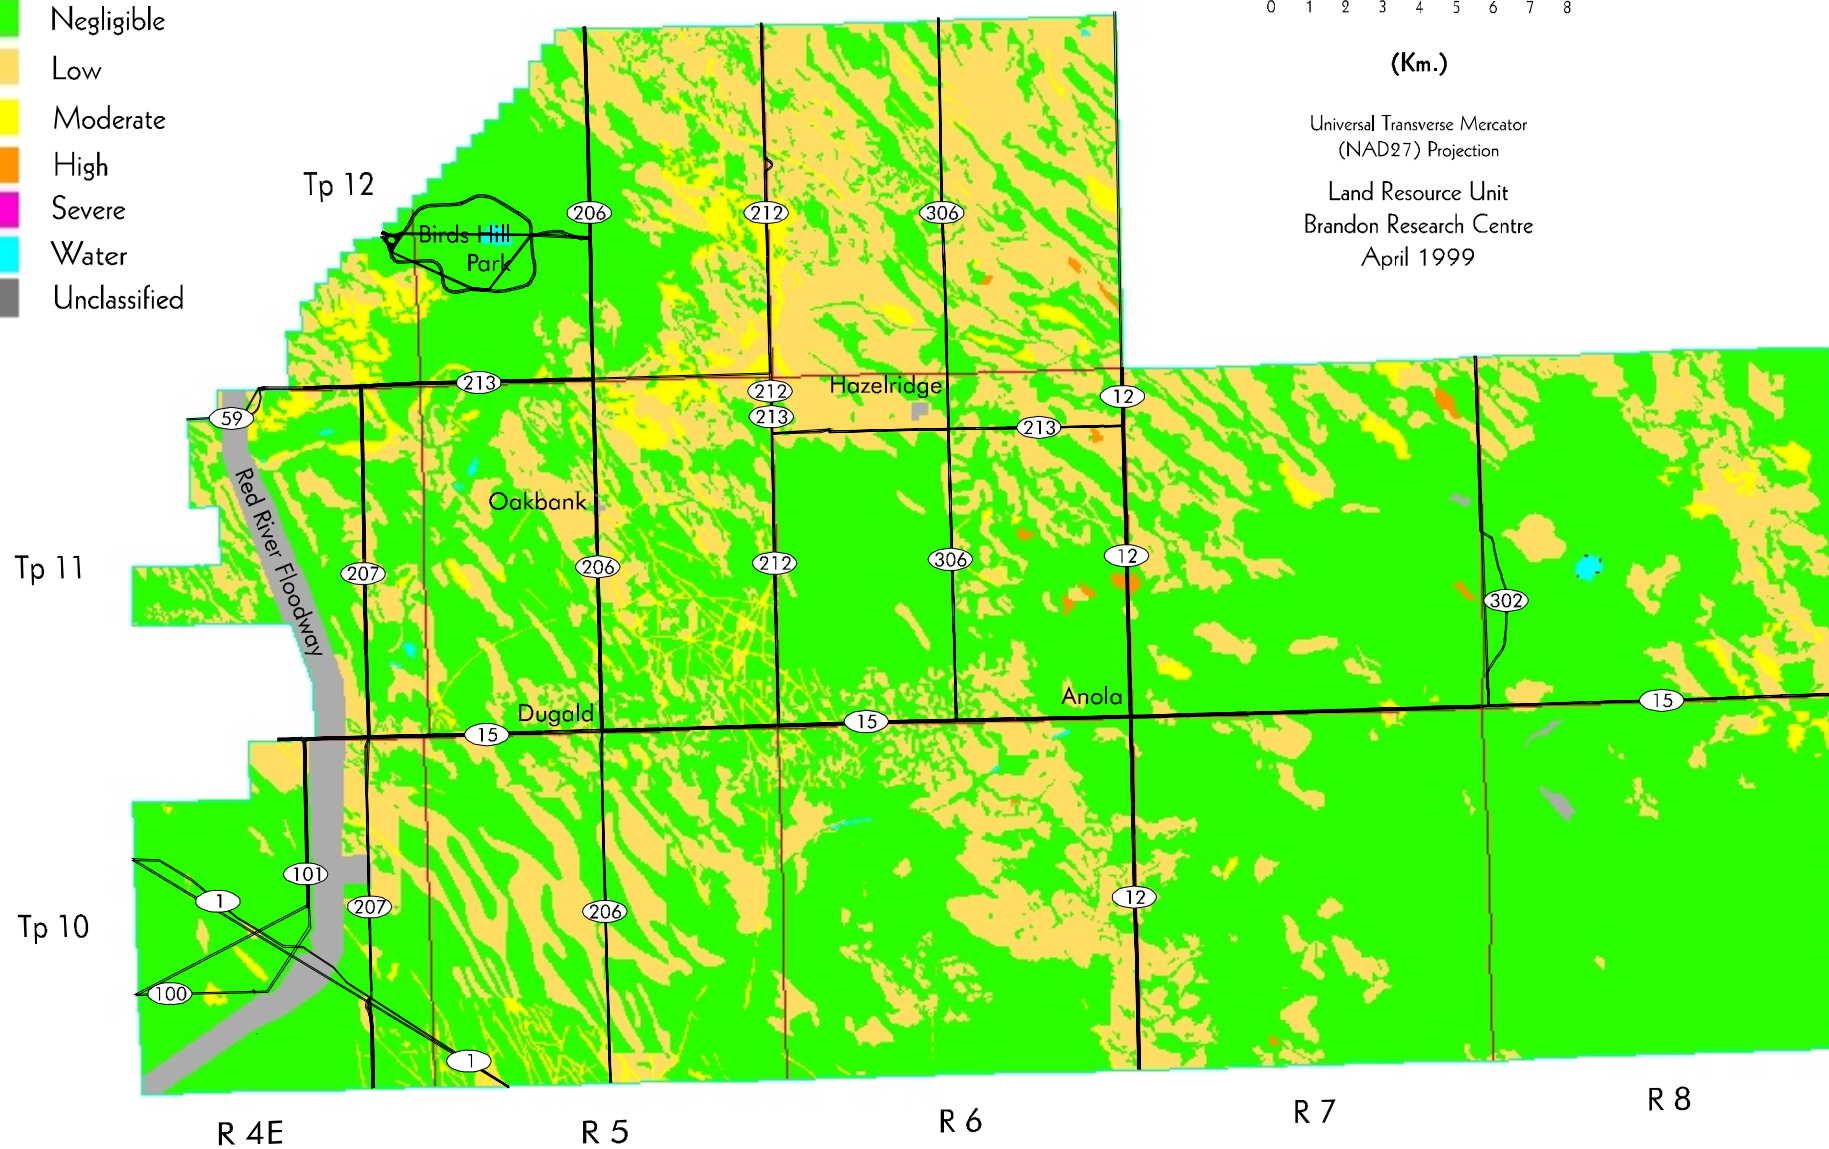 Negligible
Low
Moderate
High
Severe
Water
Unclassified
0 1 2 3 4 5 6 7 8
(Km.)
Universal Transverse Mercator
(NAD27) Projection
Land Resource Unit
Brandon Research Centre
April 1999
Tp 12
206
212
306
Birds Hill
Park
213
212
Hazelridge
12
59
213
213
Red River Floodway
Oakbank
Tp 11
207
206
212
306
12
302
Anola
Dugald
15
15
15
101
1
207
206
12
Tp 10
100
1
R 4E
R 5
R 6
R 7
R 8